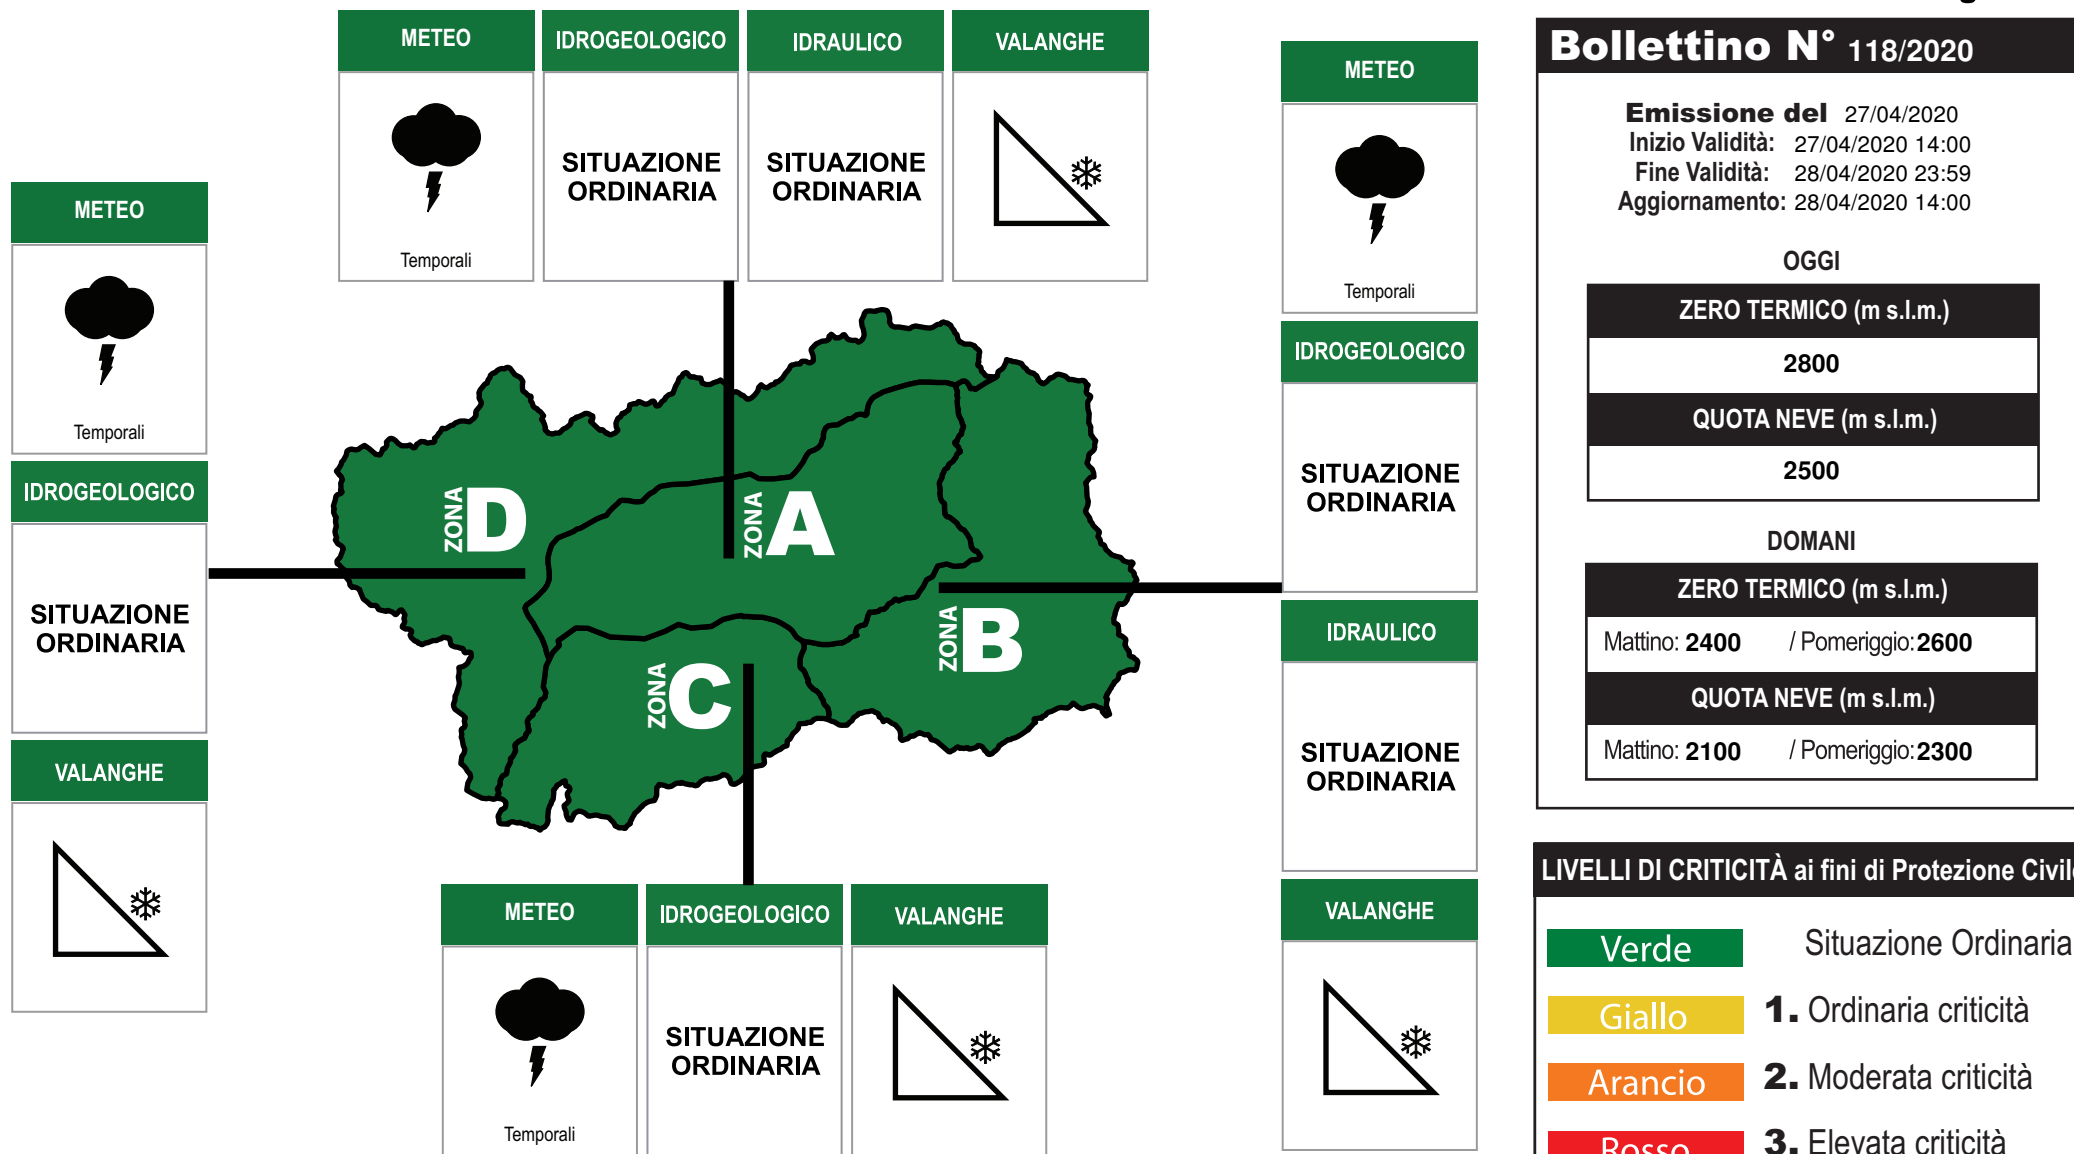 METEO
IDROGEOLOGICO
IDRAULICO
VALANGHE
Temporali
SITUAZIONE
ORDINARIA
SITUAZIONE
ORDINARIA
METEO
Temporali
IDROGEOLOGICO
SITUAZIONE
ORDINARIA
VALANGHE
METEO
Temporali
IDROGEOLOGICO
SITUAZIONE
ORDINARIA
IDRAULICO
SITUAZIONE
ORDINARIA
VALANGHE
ZONA D
ZONA A
ZONA B
ZONA C
METEO
IDROGEOLOGICO
VALANGHE
Temporali
SITUAZIONE
ORDINARIA
Bollettino N° 118/2020
Emissione del 27/04/2020
Inizio Validità: 27/04/2020 14:00
Fine Validità: 28/04/2020 23:59
Aggiornamento: 28/04/2020 14:00
OGGI
ZERO TERMICO (m s.l.m.)
2800
QUOTA NEVE (m s.l.m.)
2500
DOMANI
ZERO TERMICO (m s.l.m.)
Mattino: 2400 / Pomeriggio: 2600
QUOTA NEVE (m s.l.m.)
Mattino: 2100 / Pomeriggio: 2300
LIVELLI DI CRITICITÀ ai fini di Protezione Civile
Verde Situazione Ordinaria
Giallo 1. Ordinaria criticità
Arancio 2. Moderata criticità
Rosso 3. Elevata criticità